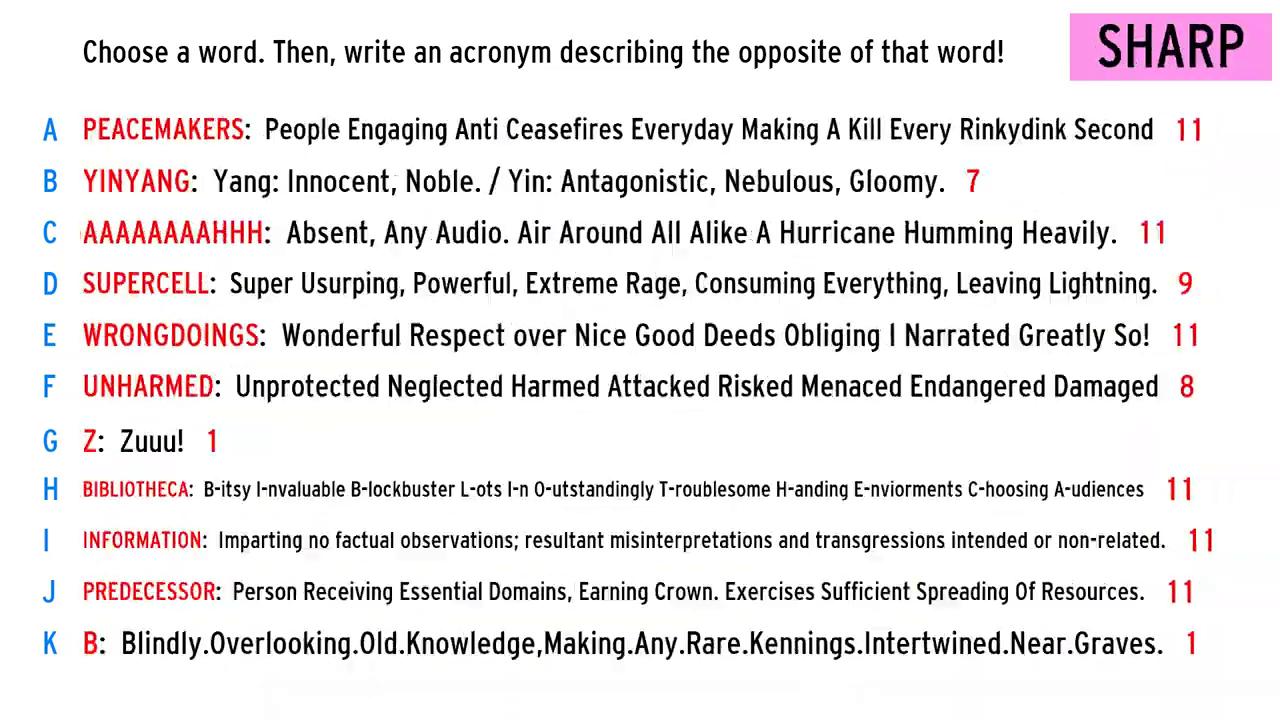 Choose a word. Then, write an acronym describing the opposite of that word!
SHARP
A PEACEMAKERS: People Engaging Anti Ceasefires Everyday Making A Kill Every Rinkydink Second 11
B YINYANG: Yang: Innocent, Noble. / Yin: Antagonistic, Nebulous, Gloomy. 7
C AAAAAAAAHHH: Absent, Any Audio. Air Around All Alike A Hurricane Humming Heavily. 11
D SUPERCELL: Super Usurping, Powerful, Extreme Rage, Consuming Everything, Leaving Lightning. 9
E WRONGDOINGS: Wonderful Respect over Nice Good Deeds Obliging I Narrated Greatly So! 11
F UNHARMED: Unprotected Neglected Harmed Attacked Risked Menaced Endangered Damaged 8
G Z: Zuuu! 1
H BIBLIOTHECA: B-itsy I-nvaluable B-lockbuster L-ots I-n O-utstandingly T-roublesome H-anding E-nviorments C-hoosing A-udiences 11
I INFORMATION: Imparting no factual observations; resultant misinterpretations and transgressions intended or non-related. 11
J PREDECESSOR: Person Receiving Essential Domains, Earning Crown. Exercises Sufficient Spreading Of Resources. 11
K B: Blindly.Overlooking.Old.Knowledge,Making.Any.Rare.Kennings.Intertwined.Near.Graves. 1